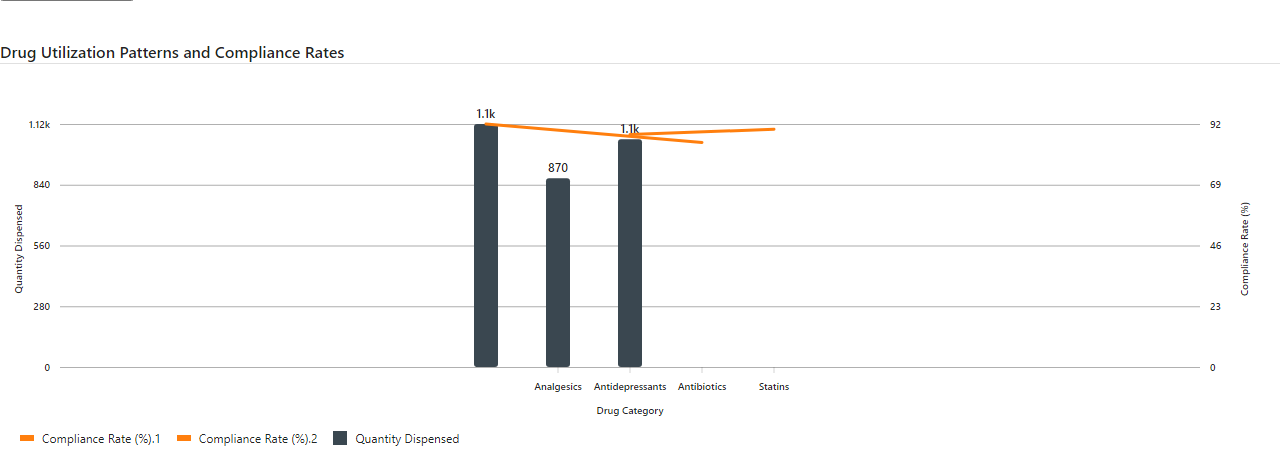 Drug Utilization Patterns and Compliance Rates
1.1k
1.1k
870
1.12k
840
560
280
0
Quantity Dispensed
92
69
46
23
0
Compliance Rate (%)
Analgesics Antidepressants Antibiotics Statins
Drug Category
Compliance Rate (%).1 Compliance Rate (%).2 Quantity Dispensed